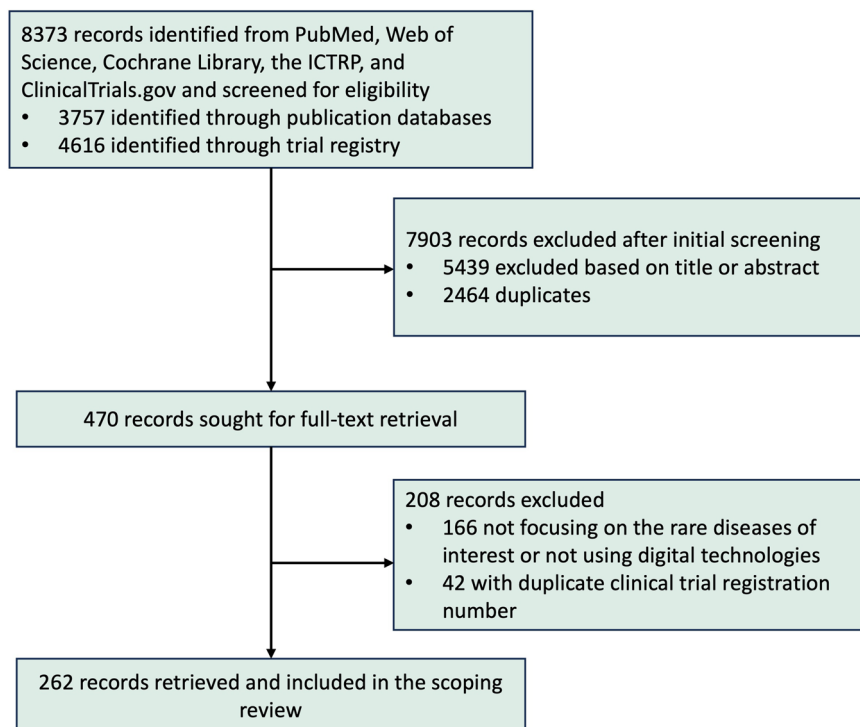 8373 records identified from PubMed, Web of
Science, Cochrane Library, the ICTRP, and
ClinicalTrials.gov and screened for eligibility
• 3757 identified through publication databases
• 4616 identified through trial registry
7903 records excluded after initial screening
• 5439 excluded based on title or abstract
• 2464 duplicates
470 records sought for full-text retrieval
208 records excluded
• 166 not focusing on the rare diseases of
interest or not using digital technologies
• 42 with duplicate clinical trial registration
number
262 records retrieved and included in the scoping
review